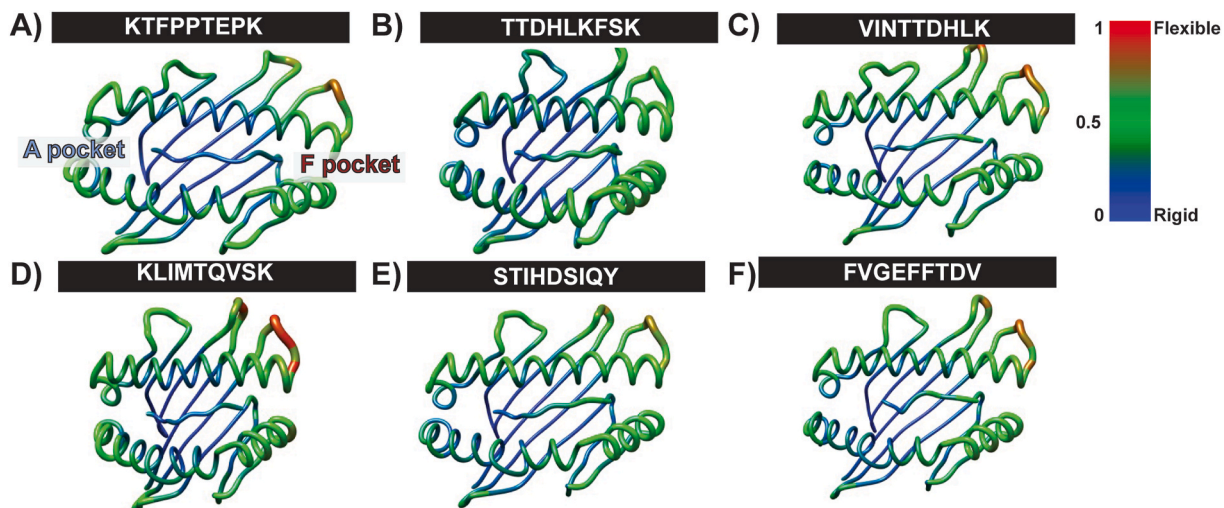 A) KTFPPTEPK
B) TTDHLKFSK
C) VINTTDHLK
1 Flexible
0.5
0 Rigid
A pocket
F pocket
D) KLIMTQVSK
E) STIHDSIQY
F) FVGEFFTDV